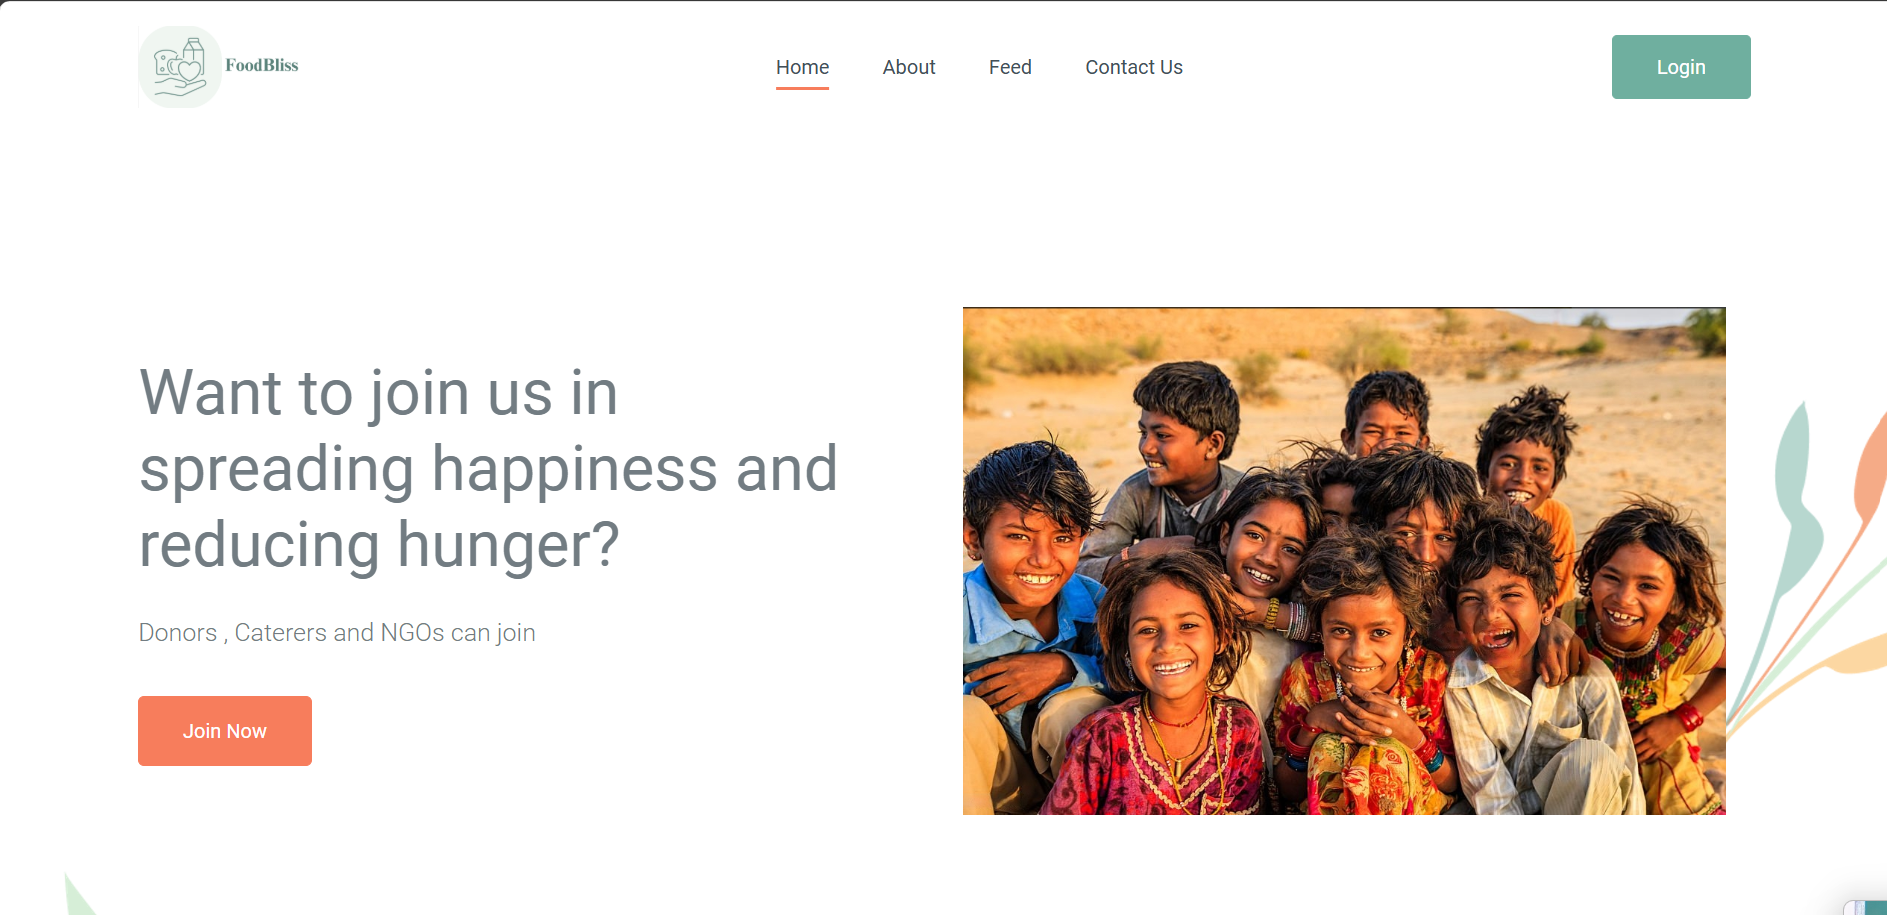 FoodBliss
Home
About
Feed
Contact Us
Login
Want to join us in
spreading happiness and
reducing hunger?
Donors , Caterers and NGOs can join
Join Now